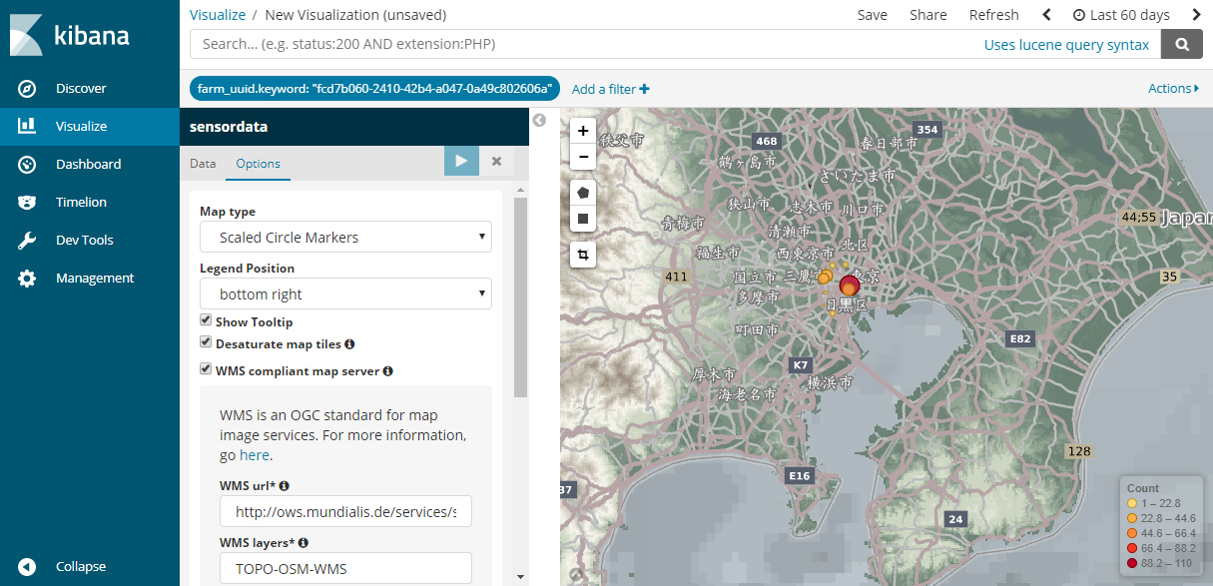 kibana
Discover
Visualize
Dashboard
Timelion
Dev Tools
Management
Collapse
Visualize / New Visualization (unsaved)
Save Share Refresh Last 60 days
Search... (e.g. status:200 AND extension:PHP)
Uses lucene query syntax
farm_uuid.keyword: "fcd7b060-2410-42b4-a047-0a49c802606a"
Add a filter +
Actions
sensordata
Data Options
Map type
Scaled Circle Markers
Legend Position
bottom right
Show Tooltip
Desaturate map tiles
WMS compliant map server
WMS is an OGC standard for map
image services. For more information,
go here.
WMS url*
http://ows.mundialis.de/services/s
WMS layers*
TOPO-OSM-WMS
+
−
354
468
秩父市
春日部市
鶴ヶ島市
さいたま市
狭山市
志木市
川口市
青梅市
44;55
Japan
清瀬市
北区
福生市
西東京市
411
国立市
三鷹市
東京
35
多摩市
目黒区
町田市
E82
K7
厚木市
横浜市
海老名市
128
E16
37
24
Count
1 – 22.8
22.8 – 44.6
44.6 – 66.4
66.4 – 88.2
88.2 – 110